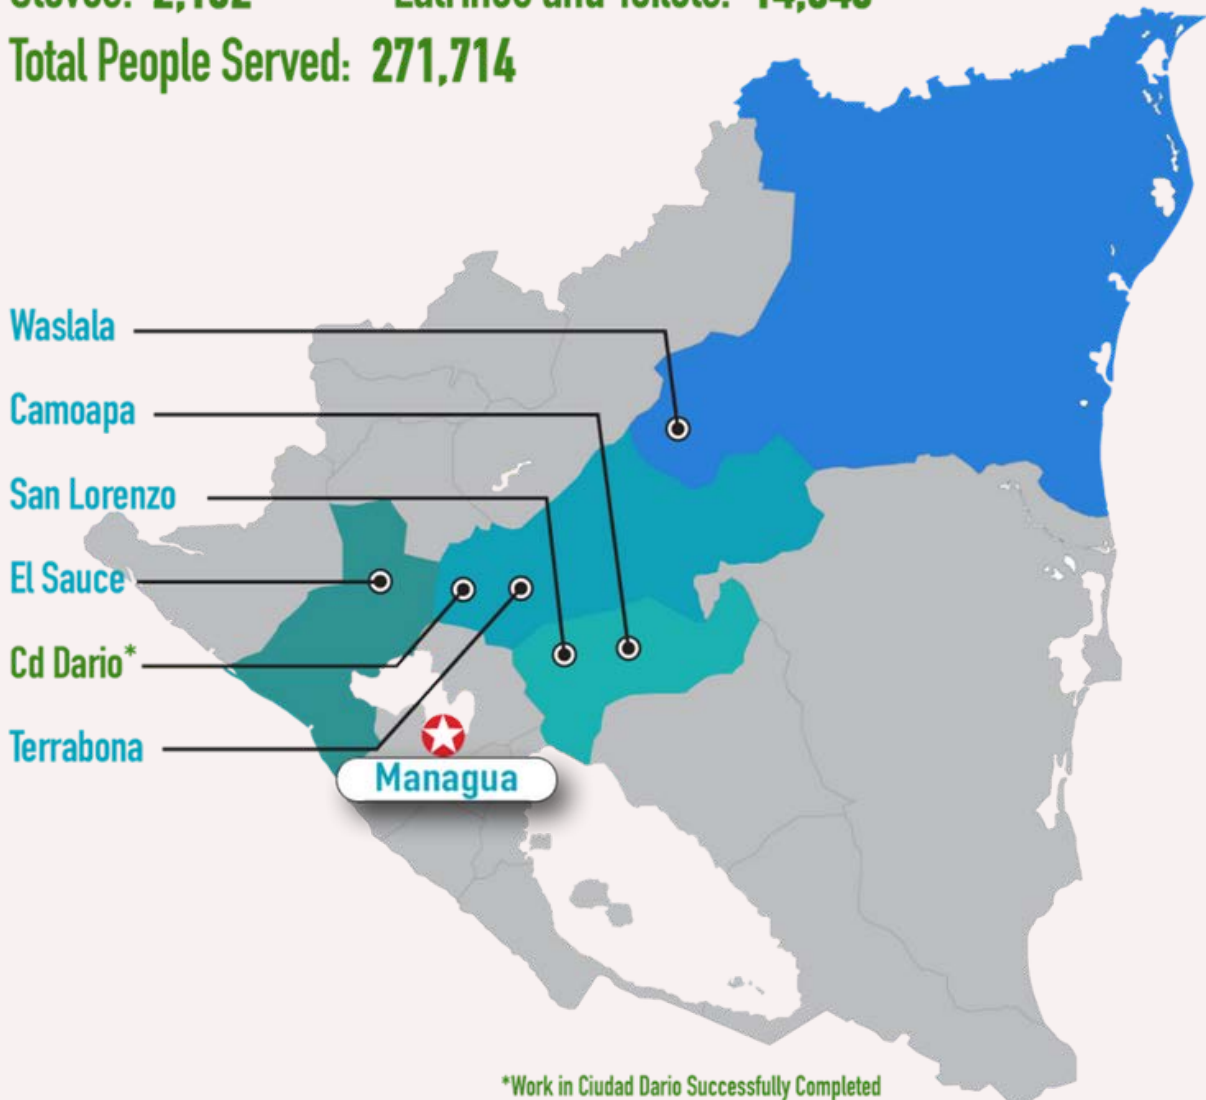 Total People Served: 271,714
Waslala
Camoapa
San Lorenzo
El Sauce
Cd Dario*
Terrabona
Managua
*Work in Ciudad Dario Successfully Completed